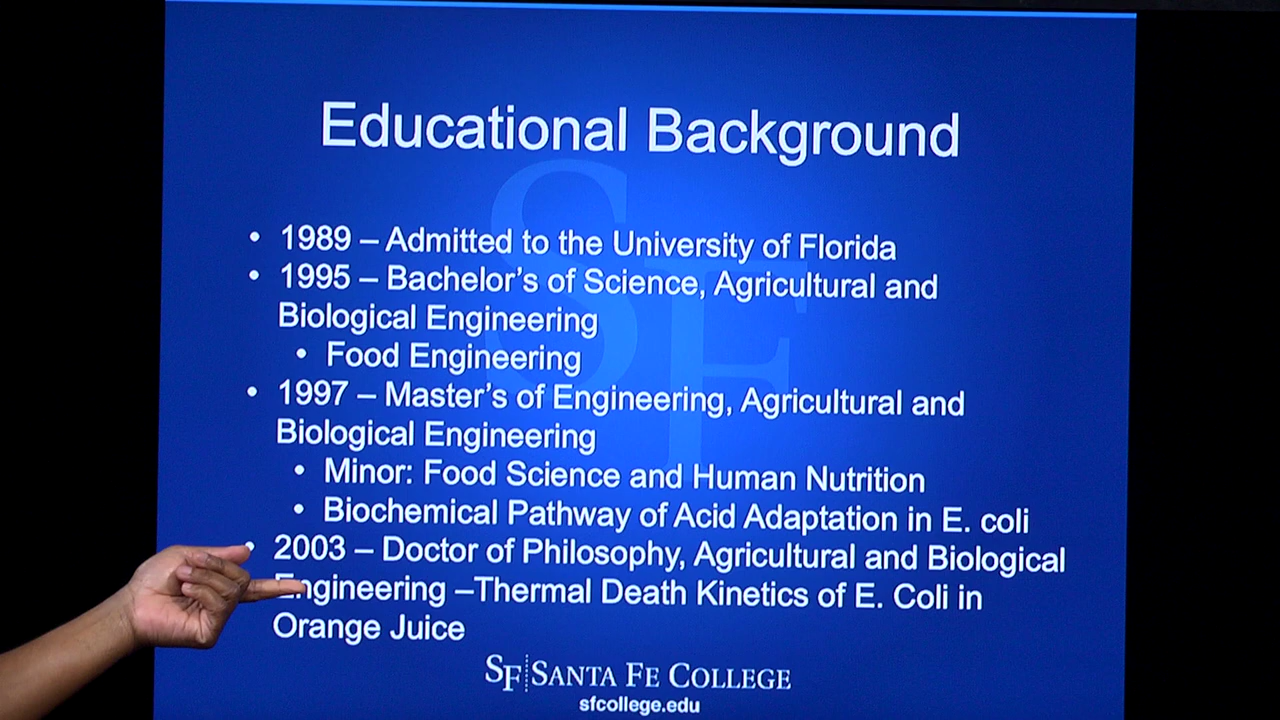 Educational Background
• 1989 – Admitted to the University of Florida
• 1995 – Bachelor's of Science, Agricultural and
Biological Engineering
• Food Engineering
• 1997 – Master's of Engineering, Agricultural and
Biological Engineering
• Minor: Food Science and Human Nutrition
• Biochemical Pathway of Acid Adaptation in E. coli
• 2003 – Doctor of Philosophy, Agricultural and Biological
Engineering –Thermal Death Kinetics of E. Coli in
Orange Juice
SF SANTA FE COLLEGE
sfcollege.edu